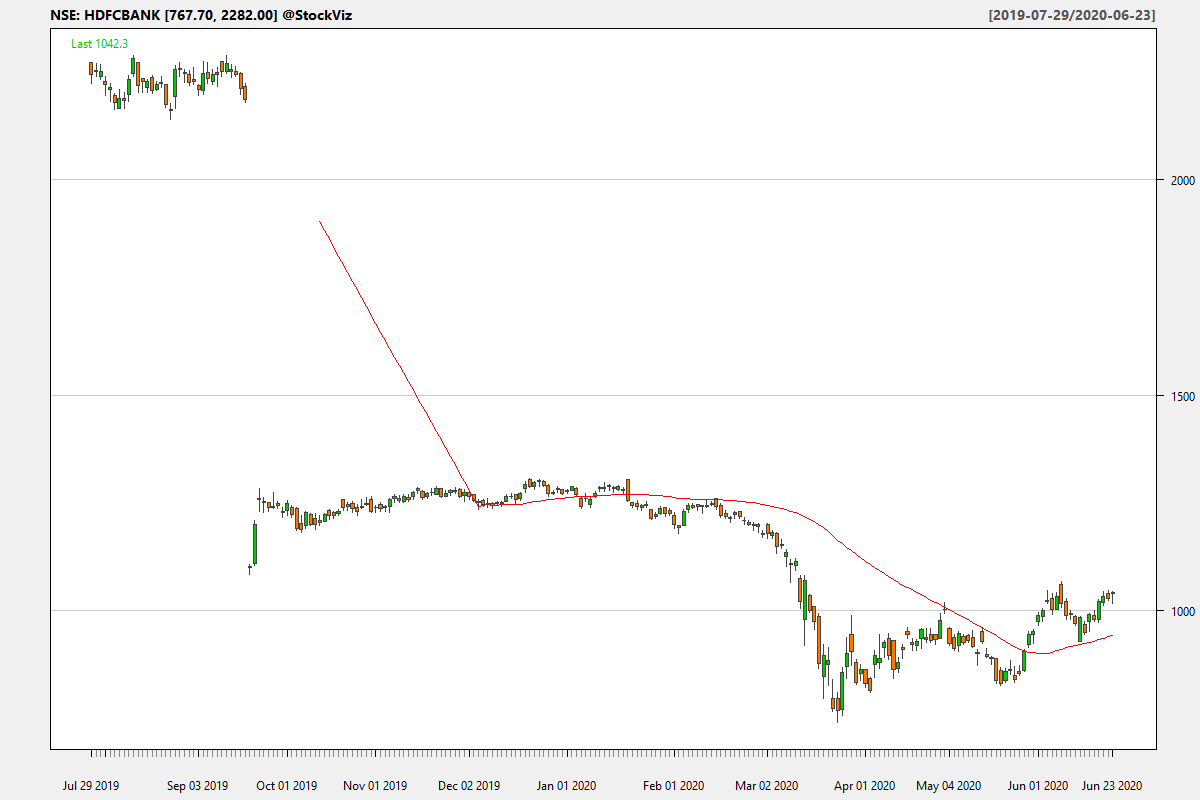 NSE: HDFCBANK [767.70, 2282.00] @StockViz [2019-07-29/2020-06-23]
Last 1042.3
2000
1500
1000
Jul 29 2019 Sep 03 2019 Oct 01 2019 Nov 01 2019 Dec 02 2019 Jan 01 2020 Feb 01 2020 Mar 02 2020 Apr 01 2020 May 04 2020 Jun 01 2020 Jun 23 2020